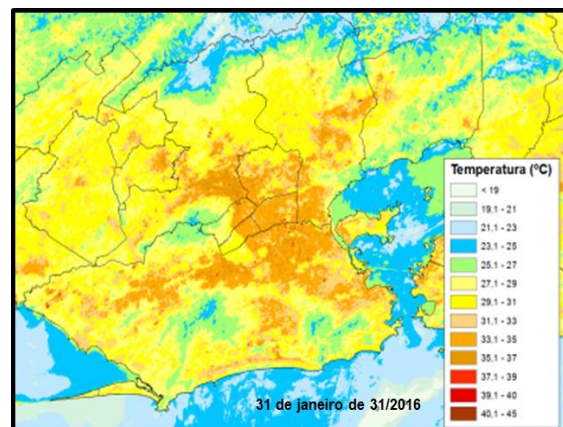 Temperatura (ºC)
< 19
19,1 - 21
21,1 - 23
23,1 - 25
25,1 - 27
27,1 - 29
29,1 - 31
31,1 - 33
33,1 - 35
35,1 - 37
37,1 - 39
39,1 - 40
40,1 - 45
31 de janeiro de 31/2016